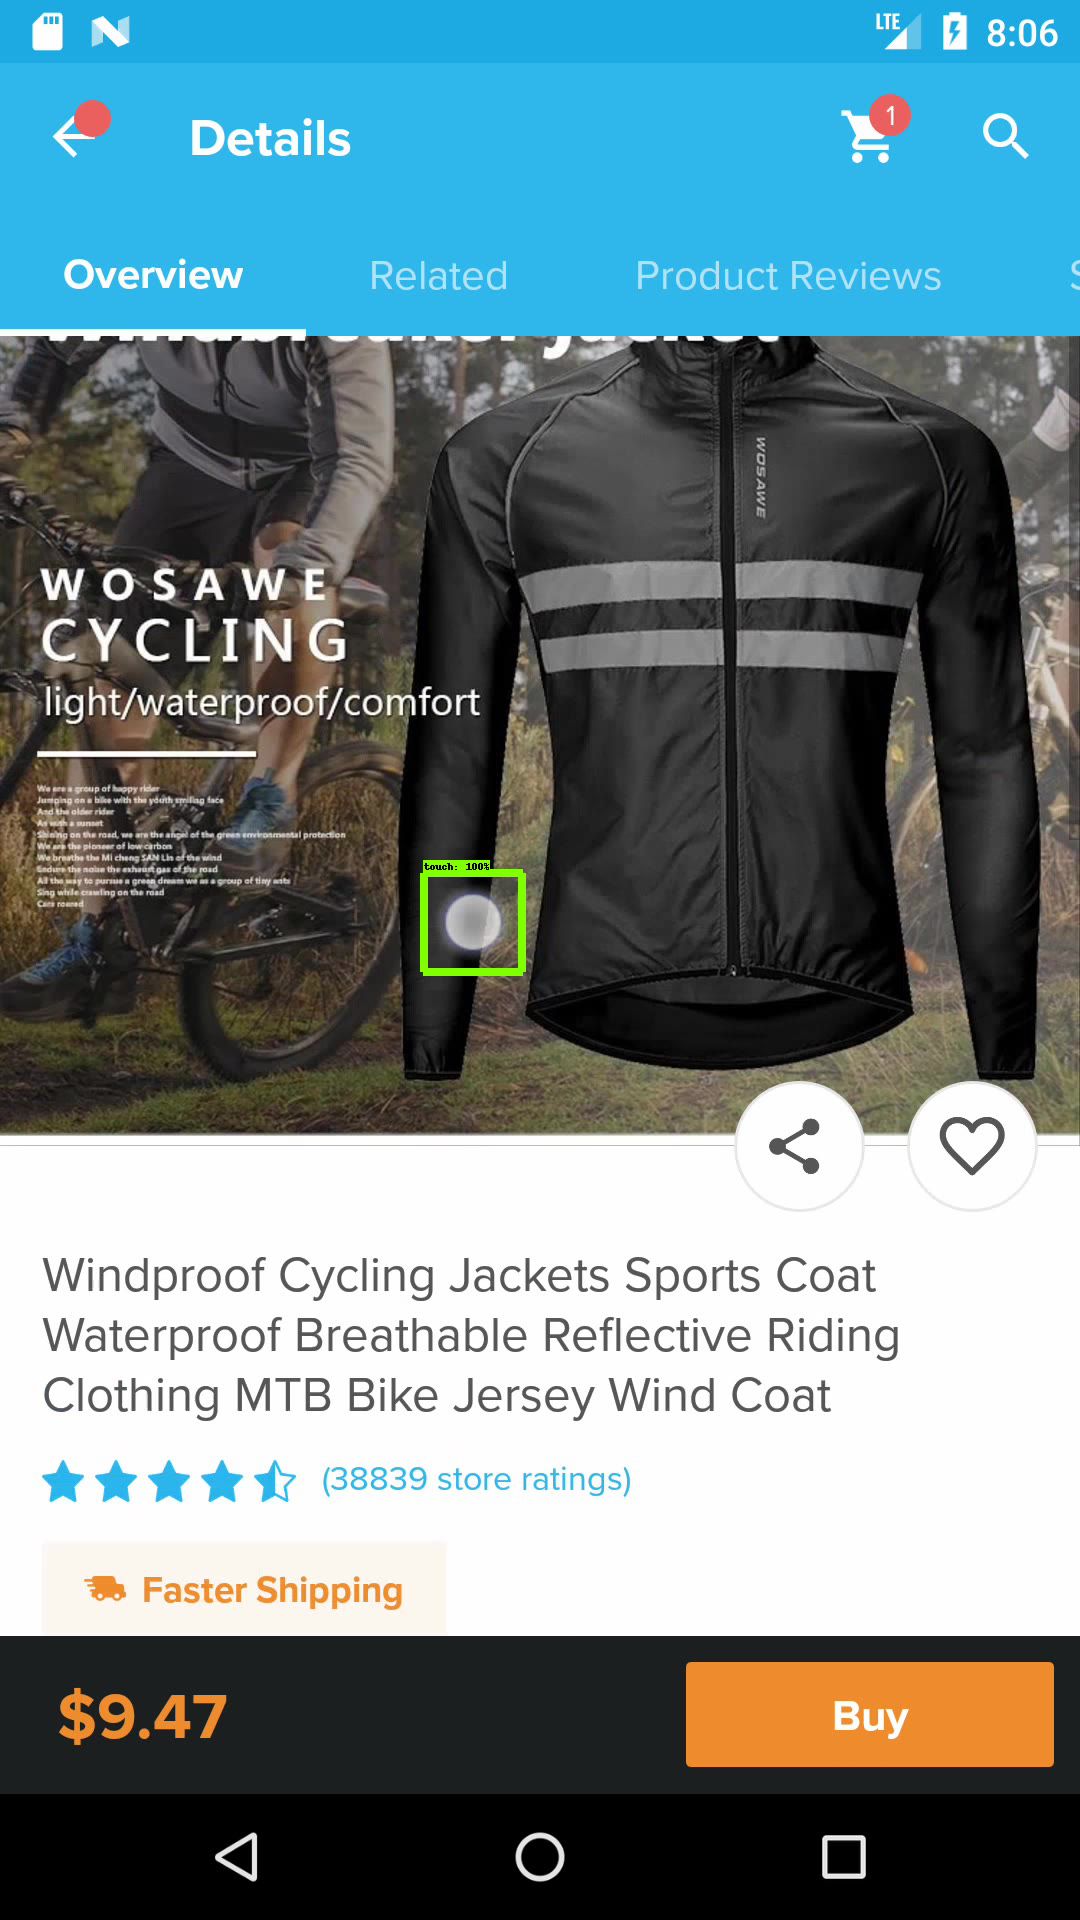 LTE 8:06
Details
1
Overview Related Product Reviews S
Windbreaker jacket
WOSAWE
WOSAWE
CYCLING
light/waterproof/comfort
We are a group of happy rider
Jumping on a bike with the youth smiling face
And the older rider
As with a sunset
Shining on the road, we are the angel of the green environmental protection
We are the pioneer of low-carbon
We breathe the Mi cheng SAN Lin of the wind
Endure the noise the exhaust gas of the road
All the way to pursue a green dream we as a group of tiny ants
Sing while crawling on the road
Care roared
touch: 100%
Windproof Cycling Jackets Sports Coat
Waterproof Breathable Reflective Riding
Clothing MTB Bike Jersey Wind Coat
(38839 store ratings)
Faster Shipping
$9.47
Buy